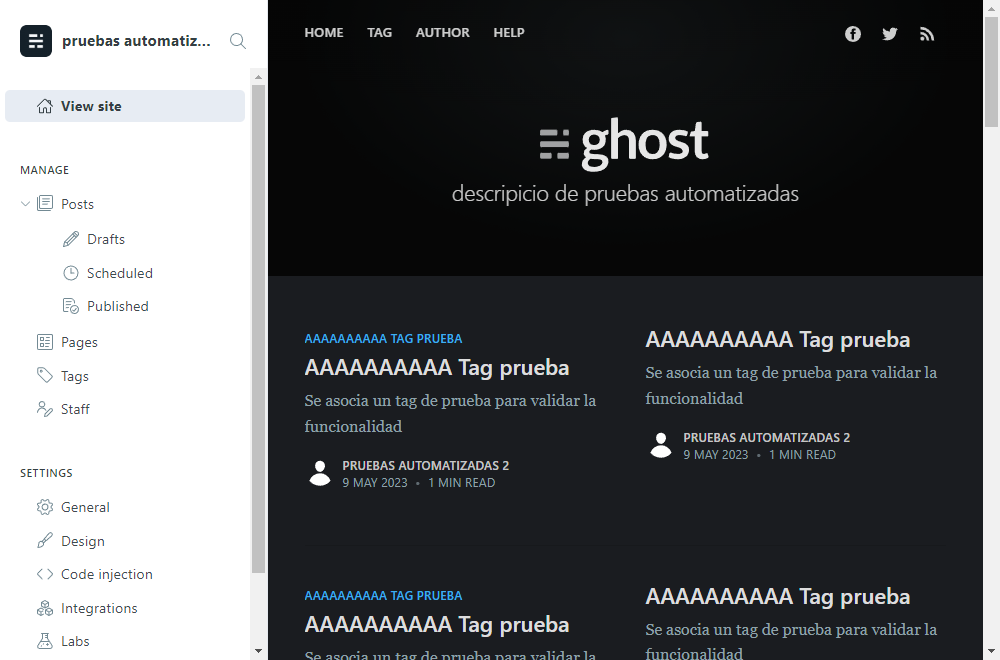 pruebas automatiz...
View site
MANAGE
Posts
Drafts
Scheduled
Published
Pages
Tags
Staff
SETTINGS
General
Design
Code injection
Integrations
Labs
HOME TAG AUTHOR HELP
ghost
descripicio de pruebas automatizadas
AAAAAAAAAA TAG PRUEBA
AAAAAAAAAA Tag prueba
Se asocia un tag de prueba para validar la
funcionalidad
PRUEBAS AUTOMATIZADAS 2
9 MAY 2023 • 1 MIN READ
AAAAAAAAAA Tag prueba
Se asocia un tag de prueba para validar la
funcionalidad
PRUEBAS AUTOMATIZADAS 2
9 MAY 2023 • 1 MIN READ
AAAAAAAAAA TAG PRUEBA
AAAAAAAAAA Tag prueba
Se asocia un tag de prueba para validar la
AAAAAAAAAA Tag prueba
Se asocia un tag de prueba para validar la
funcionalidad